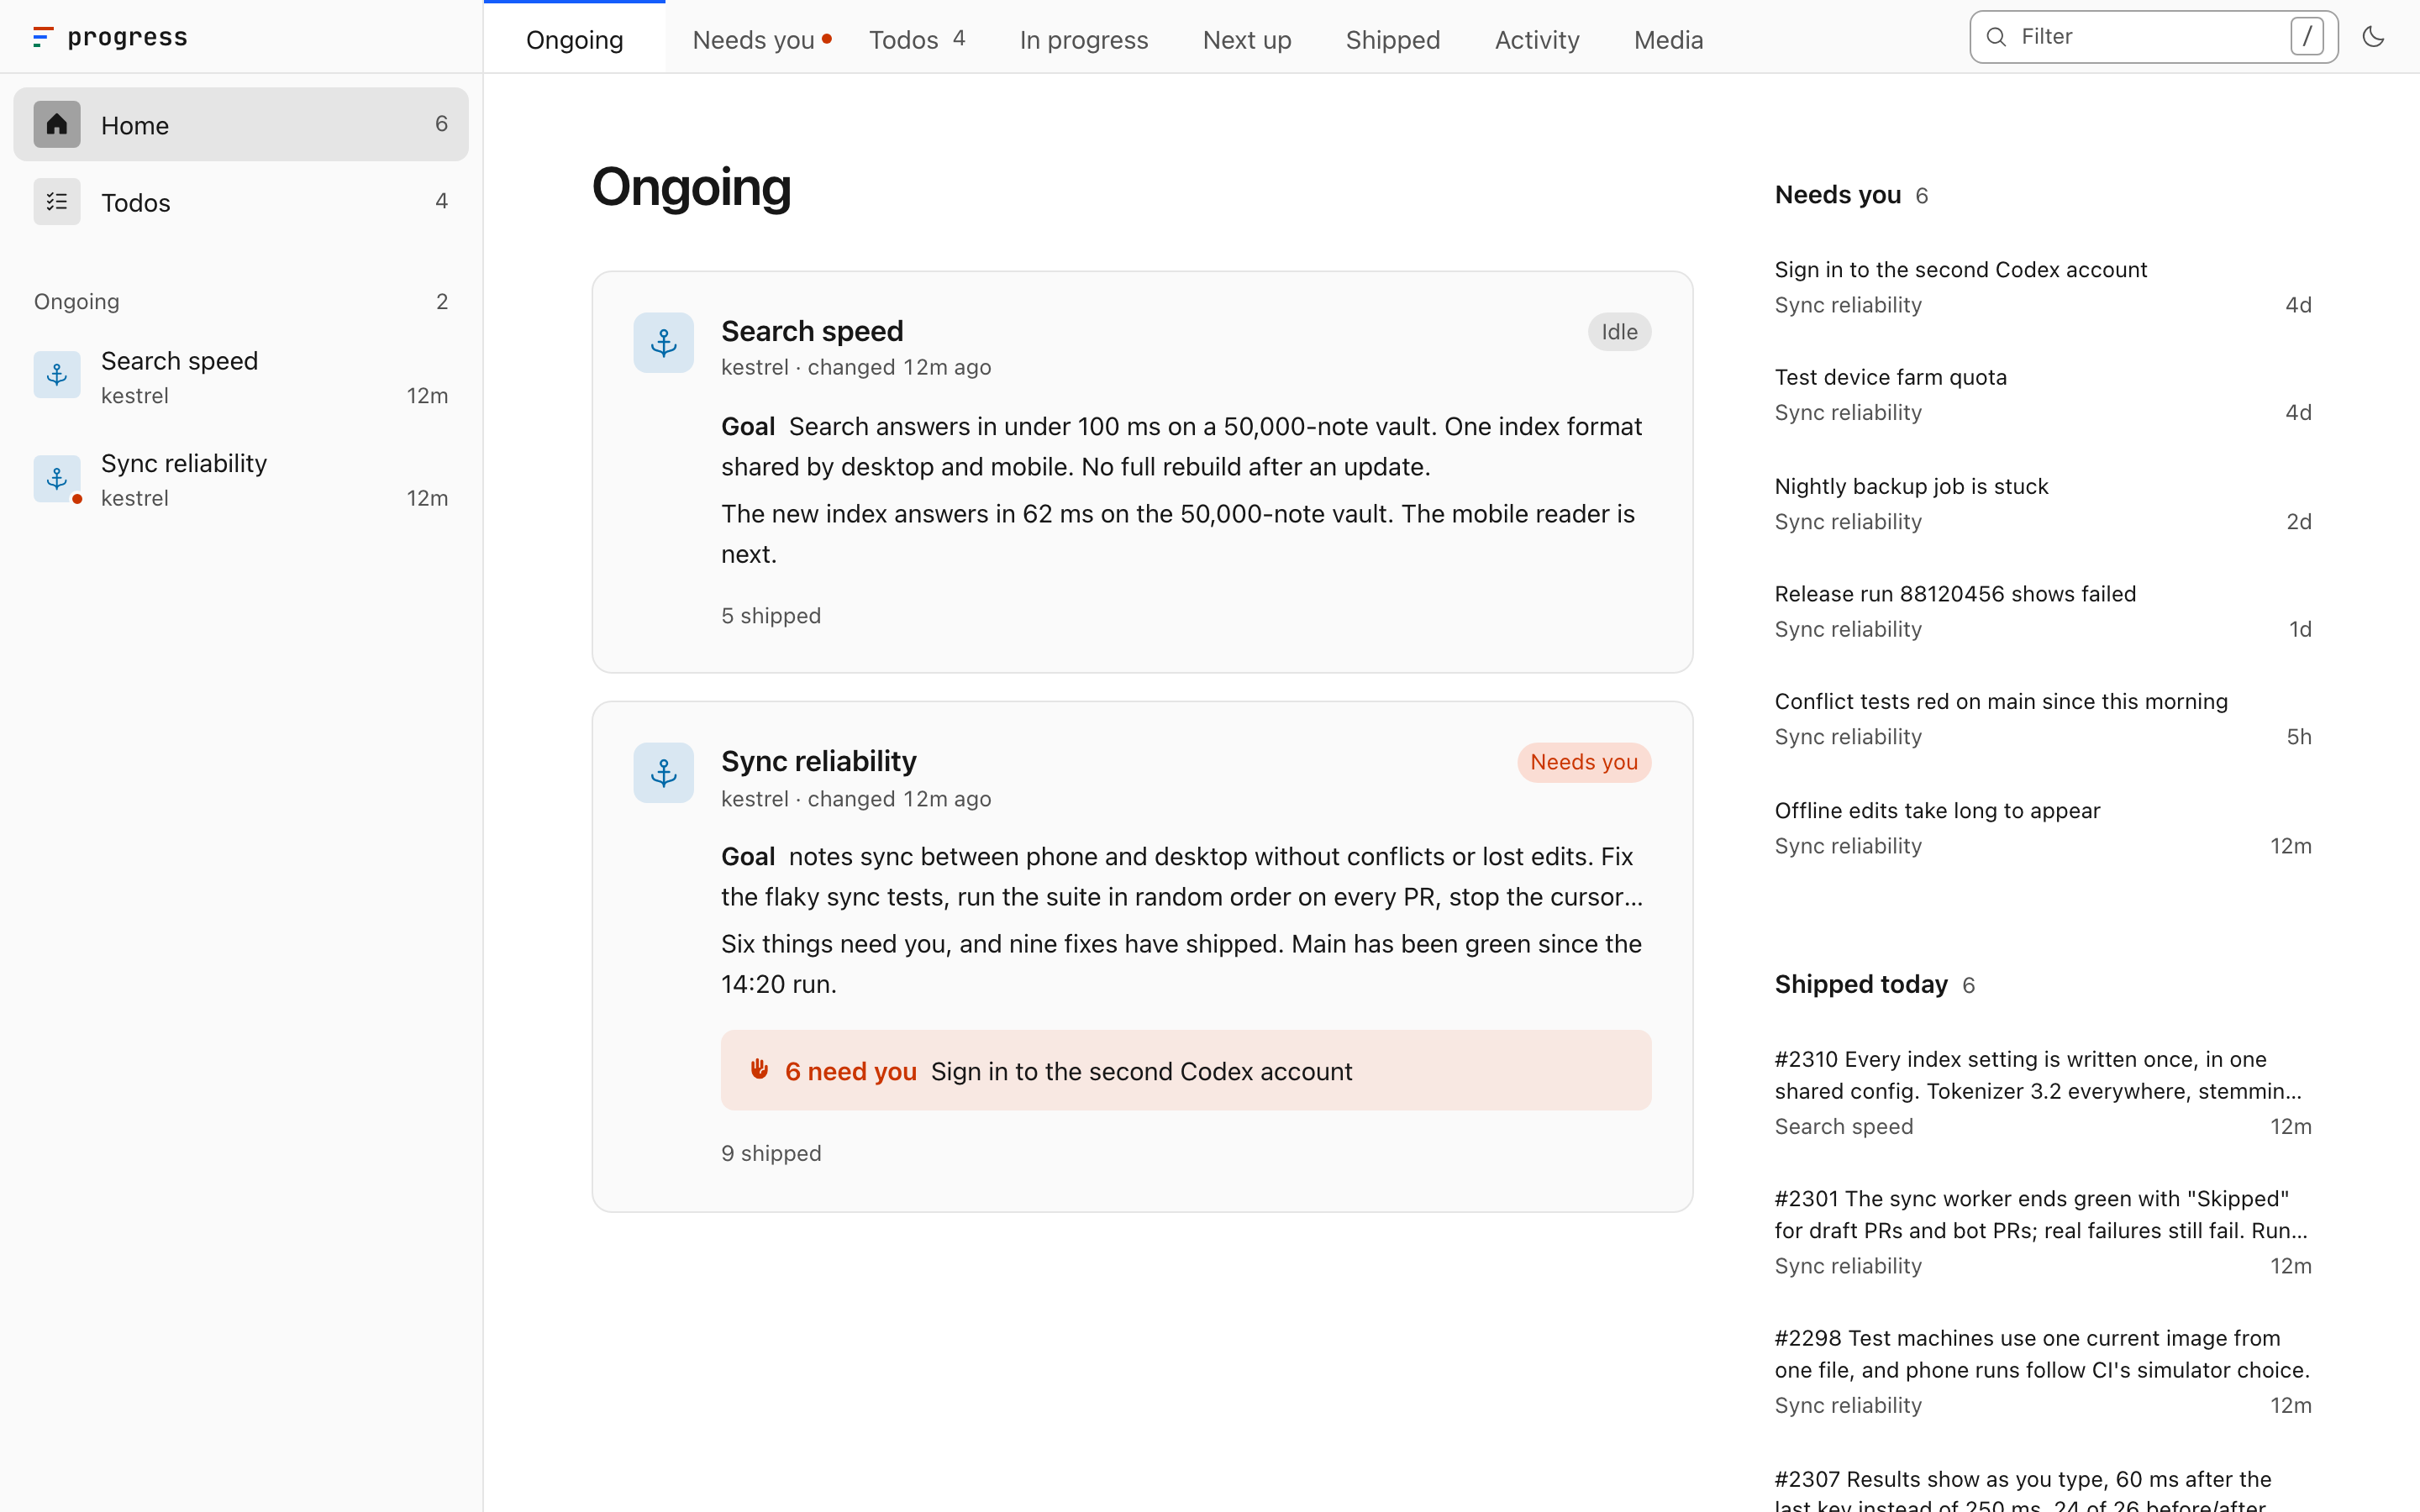 progress
Ongoing
Needs you
Todos 4
In progress
Next up
Shipped
Activity
Media
Filter /
Home 6
Todos 4
Ongoing 2
Search speed
kestrel 12m
Sync reliability
kestrel 12m
Ongoing
Search speed Idle
kestrel · changed 12m ago
Goal Search answers in under 100 ms on a 50,000-note vault. One index format
shared by desktop and mobile. No full rebuild after an update.
The new index answers in 62 ms on the 50,000-note vault. The mobile reader is
next.
5 shipped
Sync reliability Needs you
kestrel · changed 12m ago
Goal notes sync between phone and desktop without conflicts or lost edits. Fix
the flaky sync tests, run the suite in random order on every PR, stop the cursor...
Six things need you, and nine fixes have shipped. Main has been green since the
14:20 run.
6 need you Sign in to the second Codex account
9 shipped
Needs you 6
Sign in to the second Codex account
Sync reliability 4d
Test device farm quota
Sync reliability 4d
Nightly backup job is stuck
Sync reliability 2d
Release run 88120456 shows failed
Sync reliability 1d
Conflict tests red on main since this morning
Sync reliability 5h
Offline edits take long to appear
Sync reliability 12m
Shipped today 6
#2310 Every index setting is written once, in one
shared config. Tokenizer 3.2 everywhere, stemmin...
Search speed 12m
#2301 The sync worker ends green with "Skipped"
for draft PRs and bot PRs; real failures still fail. Run...
Sync reliability 12m
#2298 Test machines use one current image from
one file, and phone runs follow CI's simulator choice.
Sync reliability 12m
#2307 Results show as you type, 60 ms after the
last key instead of 250 ms. 24 of 26 before/after